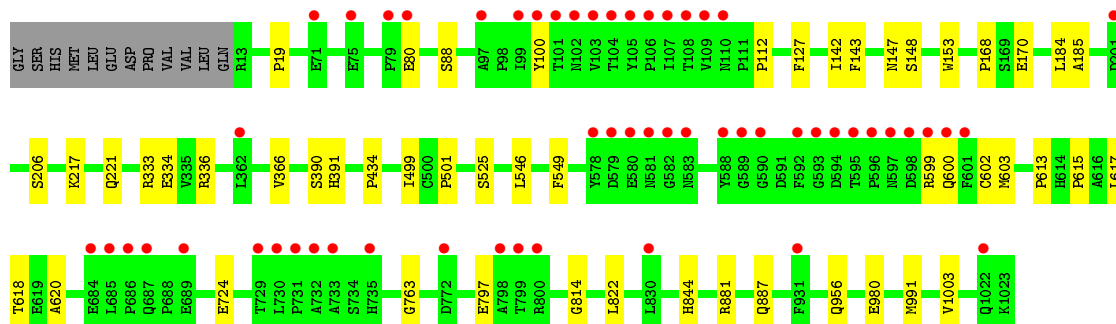 GLY SER HIS MET LEU GLU ASP PRO VAL VAL LEU GLN R13 P19 E71 E75 P79 E80 S88 A97 P98 I99 Y100 T101 N102 V103 T104 Y105 P106 I107 T108 V109 N110 P111 P112 F127 I142 F143 N147 S148 W153 P168 S169 E170 L184 A185 D201
S206 K217 Q221 R333 E334 V335 R336 L362 V366 S390 H391 P434 I499 C500 P501 S525 L546 F549 Y578 D579 E580 N581 G582 N583 Y588 G589 G590 D591 F592 G593 D594 T595 P596 N597 D598 R599 Q600 F601 C602 M603 P613 H614 P615 A616 L617
T618 E619 A620 E684 L685 P686 Q687 P688 E689 E724 T729 L730 P731 A732 A733 S734 H735 G763 D772 E797 A798 T799 R800 G814 L822 L830 H844 R881 Q887 F931 Q956 E980 M991 V1003 Q1022 K1023